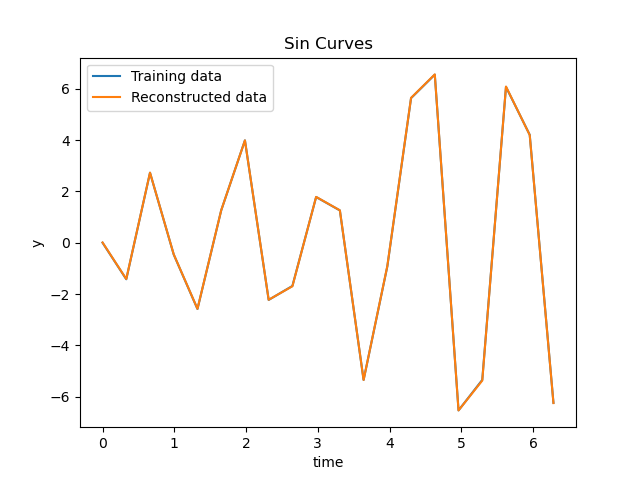 Sin Curves
Training data
Reconstructed data
6
4
2
0
−2
−4
−6
y
0 1 2 3 4 5 6
time